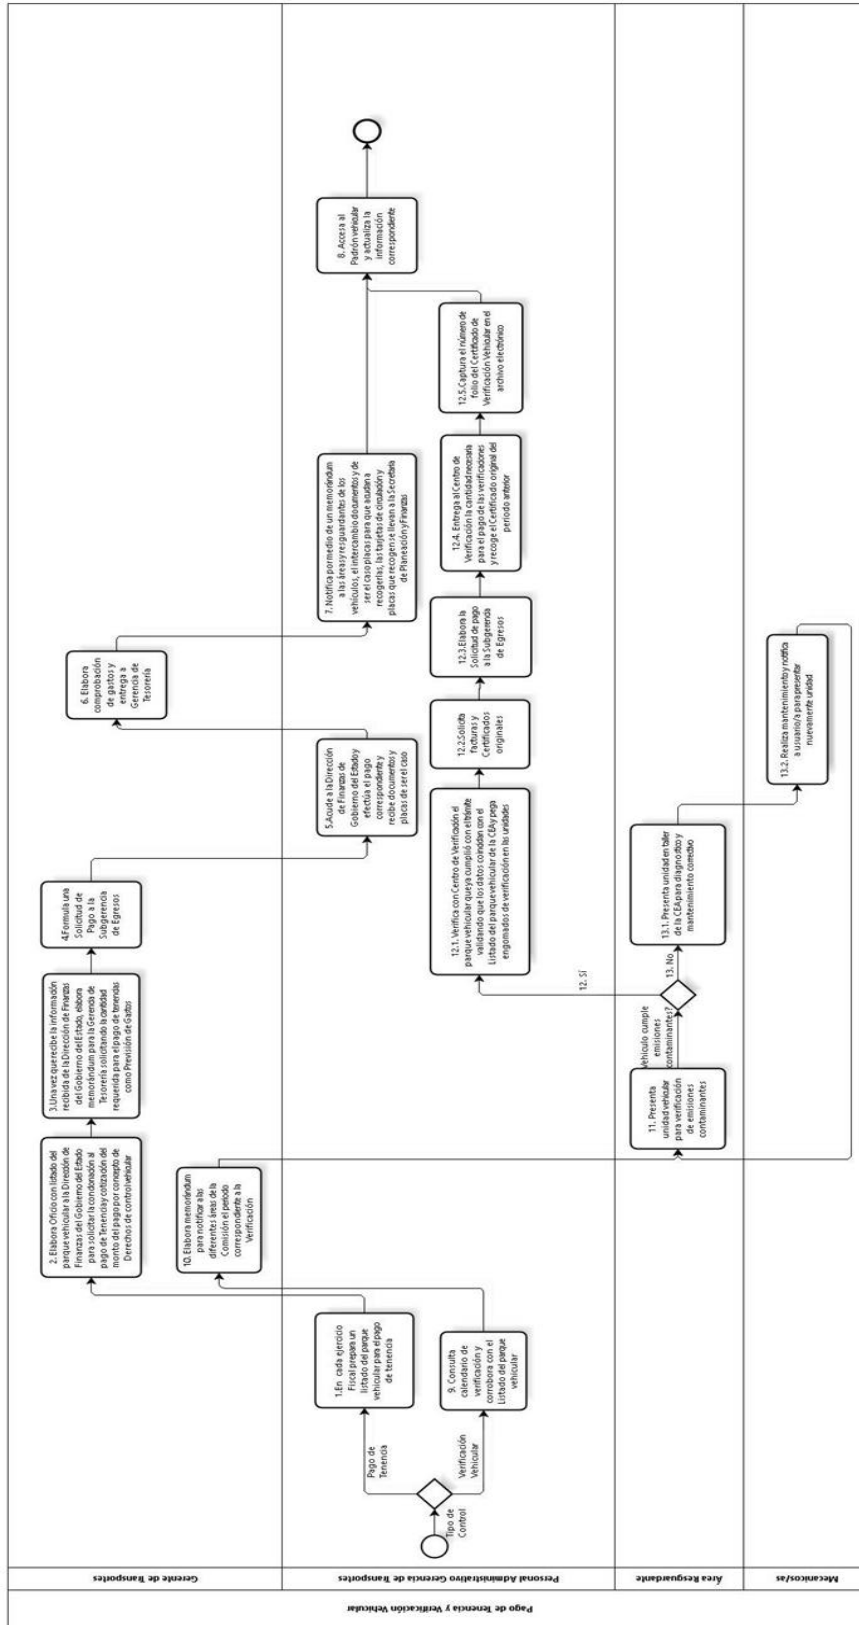 Pago de Tenencia y Verificación Vehicular
Gerente de Transportes
Personal Administrativo Gerencia de Transportes
Área Resguardante
Mecanicos/as
Tipo de
Control
Pago de
Tenencia
Verificación
Vehicular
1.En cada ejercicio
Fiscal prepara un
listado del parque
vehicular para el pago
de tenencia
2. Elabora Oficio con listado del
parque vehicular a la Dirección de
Finanzas del Gobierno del Estado
para solicitar la condonación al
pago de Tenencia y cotización del
monto del pago por concepto de
Derechos de control vehicular
3.Una vez que recibe la información
recibida de la Dirección de Finanzas
del Gobierno del Estado, elabora
memorándum para la Gerencia de
Tesorería solicitando la cantidad
requerida para el pago de tenencias
como Previsión de Gastos
4.Formula una
Solicitud de
Pago a la
Subgerencia
de Egresos
5.Acude a la Dirección
de Finanzas de
Gobierno del Estado y
efectúa el pago
correspondiente y
recibe documentos y
placas de ser el caso
6. Elabora
comprobación
de gastos y
entrega a
Gerencia de
Tesorería
7. Notifica por medio de un memorándum
a las áreas y resguardantes de los
vehículos, el intercambio documentos y de
ser el caso placas para que acudan a
recogerlas, las tarjetas de circulación y
placas que recogen se llevan a la Secretaría
de Planeación y Finanzas
8. Accesa al
Padrón vehicular
y actualiza la
información
correspondiente
9. Consulta
calendario de
verificación y
corrobora con el
Listado del parque
vehicular
10. Elabora memorándum
para notificar a las
diferentes áreas de la
Comisión el periodo
correspondiente a la
Verificación
11. Presenta
unidad vehicular
para verificación
de emisiones
contaminantes
Vehiculo cumple
emisiones
contaminantes?
12. Sí
13. No
12.1. Verifica con Centro de Verificación el
parque vehicular que ya cumplió con el trámite
validando que los datos coincidan con el
Listado del parque vehicular de la CEA y pega
engomados de verificación en las unidades
12.2.Solicita
facturas y
Certificados
originales
12.3.Elabora la
Solicitud de pago
a la Subgerencia
de Egresos
12.4. Entrega al Centro de
Verificación la cantidad necesaria
para el pago de las verificaciones
y recoge el Certificado original del
periodo anterior
12.5.Captura el número de
folio del Certificado de
Verificación Vehicular en el
archivo electrónico
13.1. Presenta unidad en taller
de la CEA para diagnostico y
mantenimiento correctivo
13.2. Realiza mantenimiento y notifica
a usuario/a para presentar
nuevamente unidad